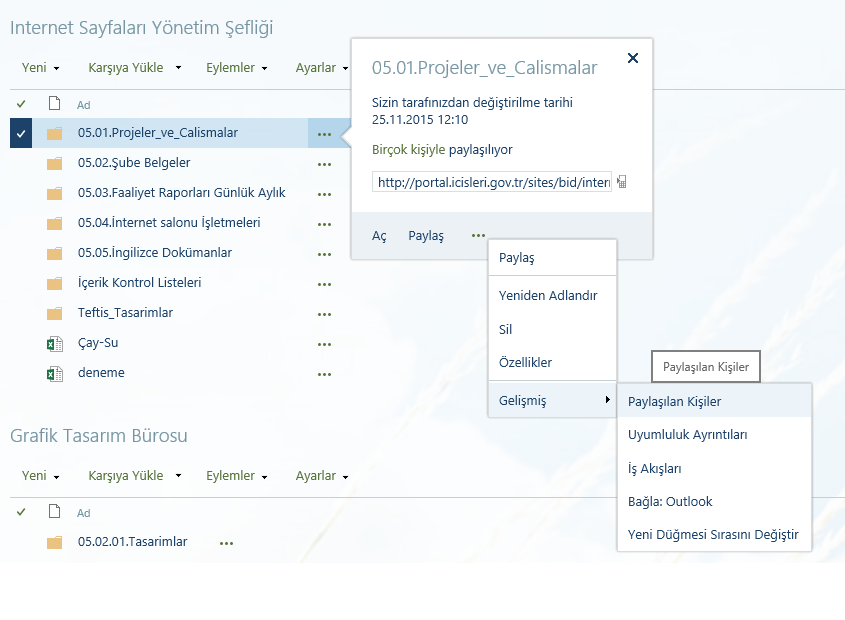 Internet Sayfaları Yönetim Şefliği
Yeni Karşıya Yükle Eylemler Ayarlar
Ad
05.01.Projeler_ve_Calismalar
05.02.Şube Belgeler
05.03.Faaliyet Raporları Günlük Aylık
05.04.İnternet salonu İşletmeleri
05.05.İngilizce Dokümanlar
İçerik Kontrol Listeleri
Teftis_Tasarimlar
Çay-Su
deneme
05.01.Projeler_ve_Calismalar
Sizin tarafınızdan değiştirilme tarihi
25.11.2015 12:10
Birçok kişiyle paylaşılıyor
http://portal.icisleri.gov.tr/sites/bid/inter
Aç Paylaş
Paylaş
Yeniden Adlandır
Sil
Özellikler
Gelişmiş
Paylaşılan Kişiler
Paylaşılan Kişiler
Uyumluluk Ayrıntıları
İş Akışları
Bağla: Outlook
Yeni Düğmesi Sırasını Değiştir
Grafik Tasarım Bürosu
Yeni Karşıya Yükle Eylemler Ayarlar
Ad
05.02.01.Tasarımlar